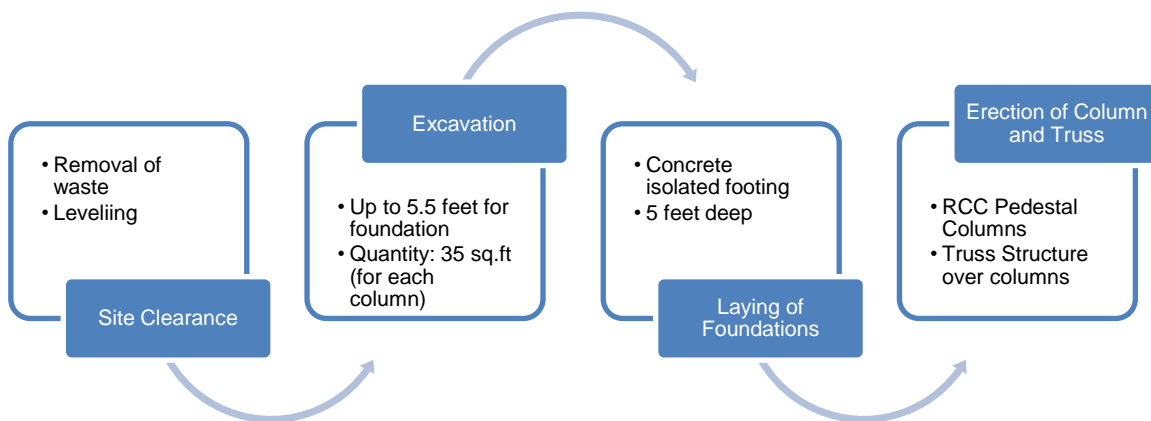 • Removal of
waste
• Leveliing
Site Clearance
Excavation
• Up to 5.5 feet for
foundation
• Quantity: 35 sq.ft
(for each
column)
• Concrete
isolated footing
• 5 feet deep
Laying of
Foundations
Erection of Column
and Truss
• RCC Pedestal
Columns
• Truss Structure
over columns